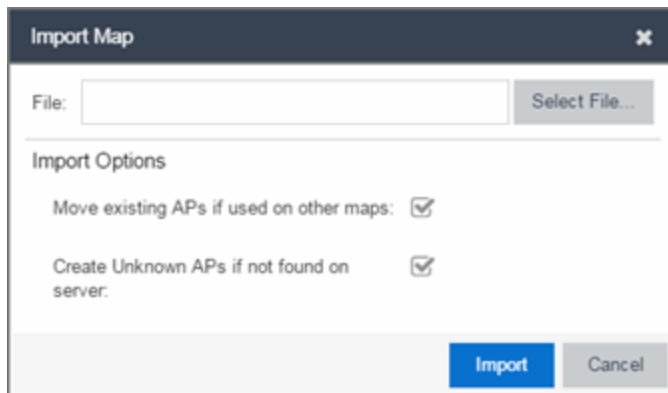 Import Map
File:
Select File...
Import Options
Move existing APs if used on other maps:
Create Unknown APs if not found on
server:
Import
Cancel